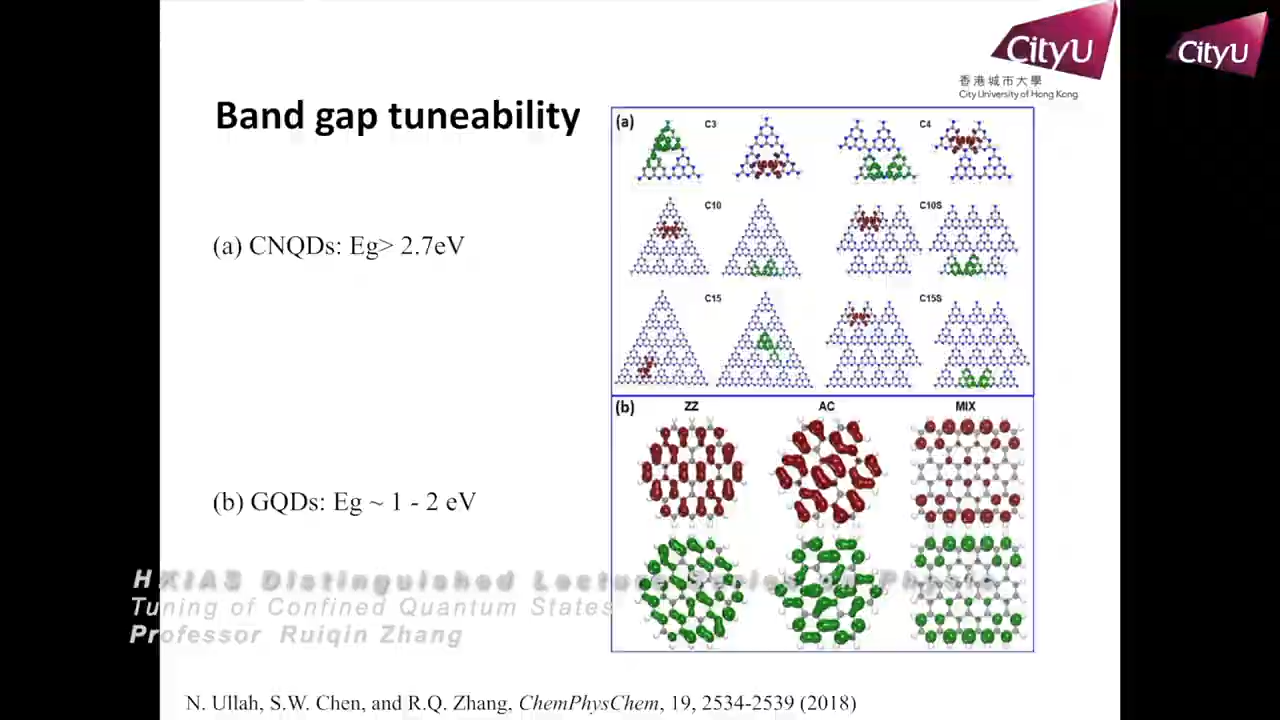 CityU
CityU
香港城市大學
City University of Hong Kong
Band gap tuneability
(a) CNQDs: Eg> 2.7eV
(b) GQDs: Eg ~ 1 - 2 eV
(a)
C3
C4
C10
C10S
C15
C15S
(b)
ZZ
AC
MIX
Distinguished Lecture Series on
Tuning of Confined Quantum States
Professor Ruiqin Zhang
N. Ullah, S.W. Chen, and R.Q. Zhang, ChemPhysChem, 19, 2534-2539 (2018)